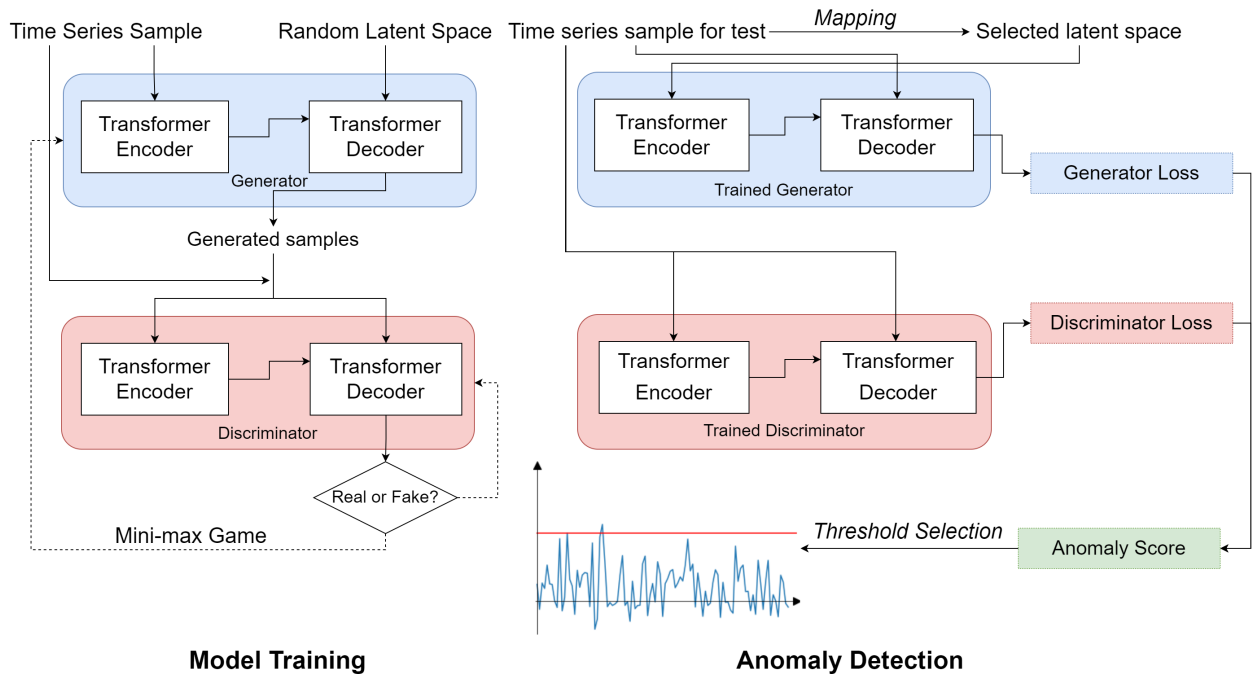 Time Series Sample
Random Latent Space
Transformer
Encoder
Transformer
Decoder
Generator
Generated samples
Transformer
Encoder
Transformer
Decoder
Discriminator
Real or Fake?
Mini-max Game
Model Training
Time series sample for test
Mapping
Selected latent space
Transformer
Encoder
Transformer
Decoder
Trained Generator
Generator Loss
Transformer
Encoder
Transformer
Decoder
Trained Discriminator
Discriminator Loss
Threshold Selection
Anomaly Score
Anomaly Detection